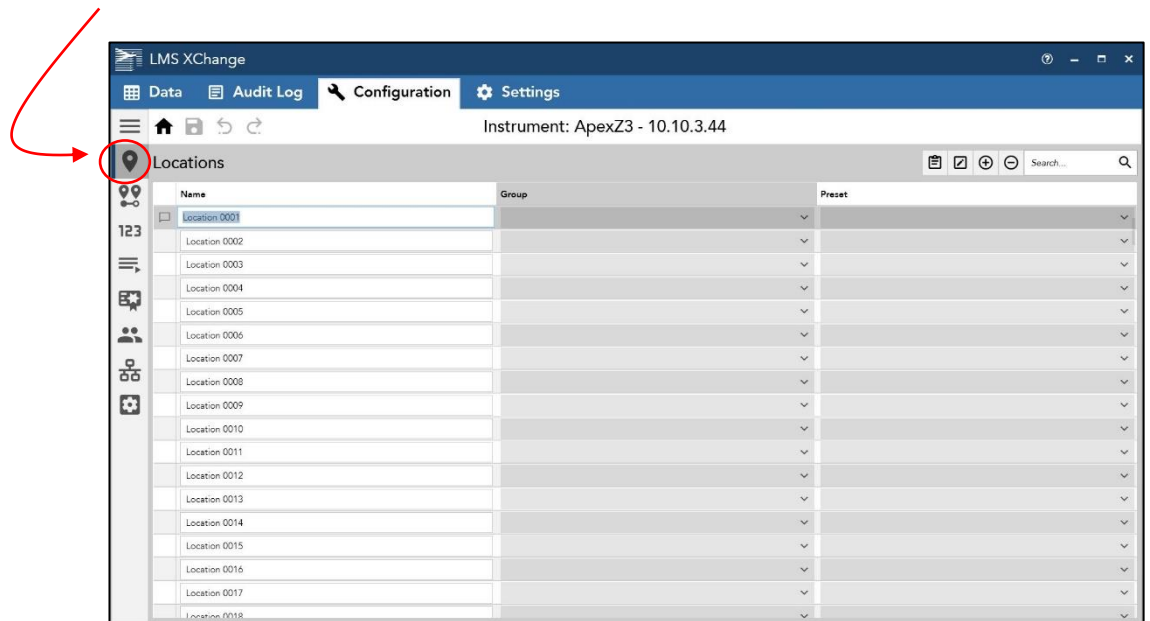 LMS XChange
Data Audit Log Configuration Settings
Instrument: ApexZ3 - 10.10.3.44
Locations Search...
Name Group Preset
Location 0001
123
Location 0002
Location 0003
Location 0004
Location 0005
Location 0006
Location 0007
Location 0008
Location 0009
Location 0010
Location 0011
Location 0012
Location 0013
Location 0014
Location 0015
Location 0016
Location 0017
Location 0018